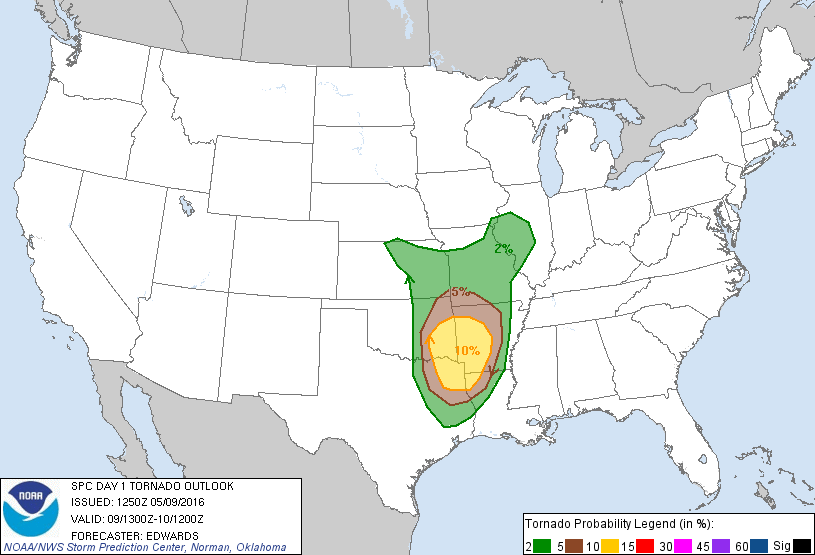 2%
5%
10%
SPC DAY 1 TORNADO OUTLOOK
ISSUED: 1250Z 05/09/2016
VALID: 09/1300Z-10/1200Z
FORECASTER: EDWARDS
NOAA/NWS Storm Prediction Center, Norman, Oklahoma
NOAA
Tornado Probability Legend (in %):
2 5 10 15 30 45 60 Sig